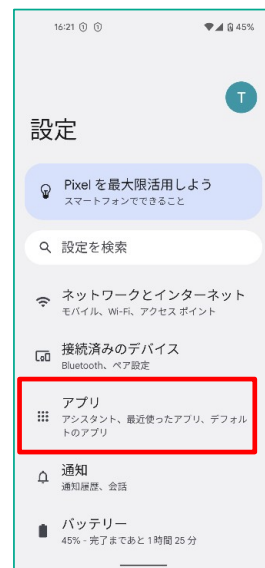 16:21 45%
T
設定
Pixel を最大限活用しよう
スマートフォンでできること
設定を検索
ネットワークとインターネット
モバイル、Wi-Fi、アクセス ポイント
接続済みのデバイス
Bluetooth、ペア設定
アプリ
アシスタント、最近使ったアプリ、デフォル
トのアプリ
通知
通知履歴、会話
バッテリー
45% - 完了まであと 1 時間 25 分